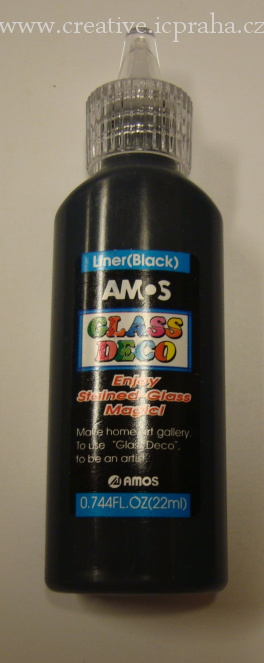 www.creative.icpraha.cz
Liner(Black)
AMOS
GLASS
DECO
Enjoy
Stained-Glass
Magic!
Make home art gallery.
To use "Glass Deco",
to be an artist.
AMOS
0.744FL.OZ(22ml)